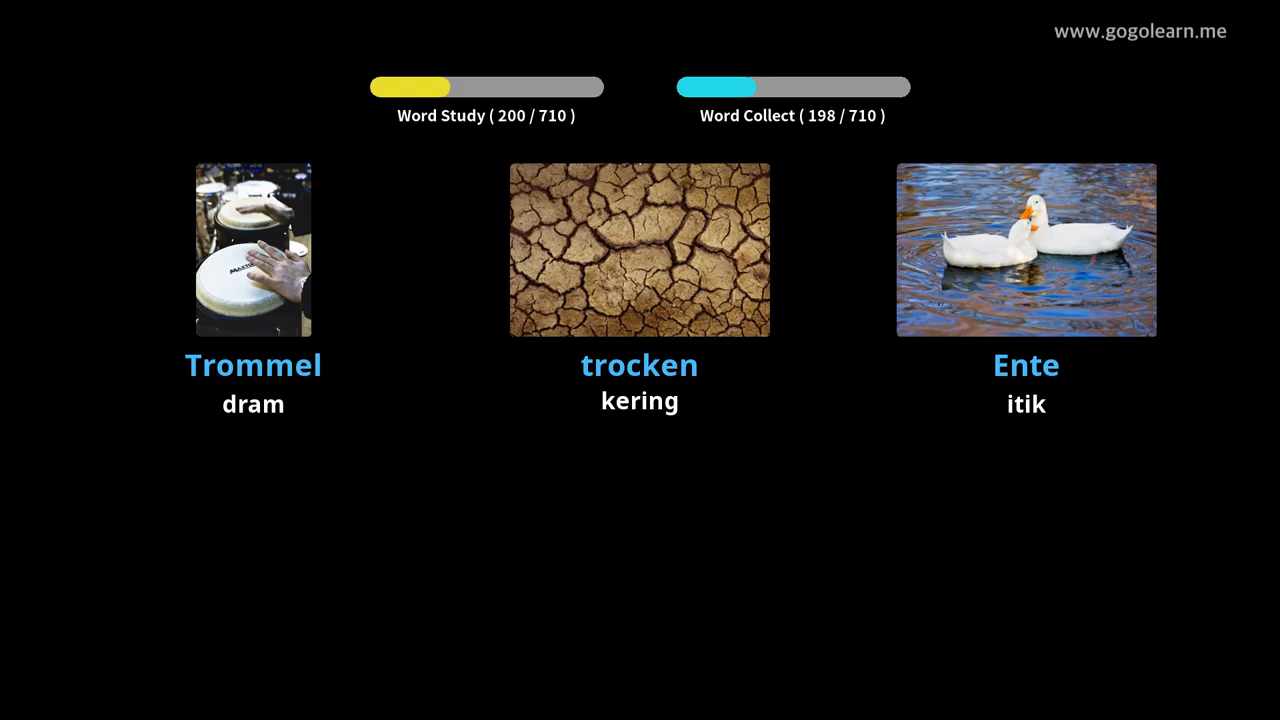 www.gogolearn.me
Word Study ( 200 / 710 )
Word Collect ( 198 / 710 )
Trommel
dram
trocken
kering
Ente
itik